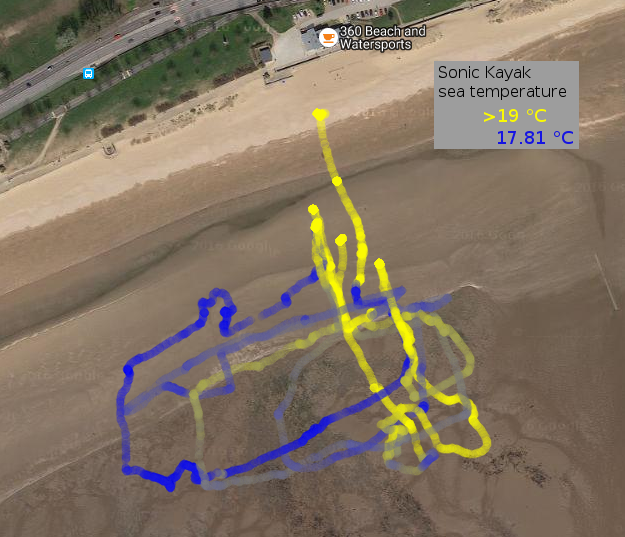 360 Beach and
Watersports
Sonic Kayak
sea temperature
>19 °C
17.81 °C